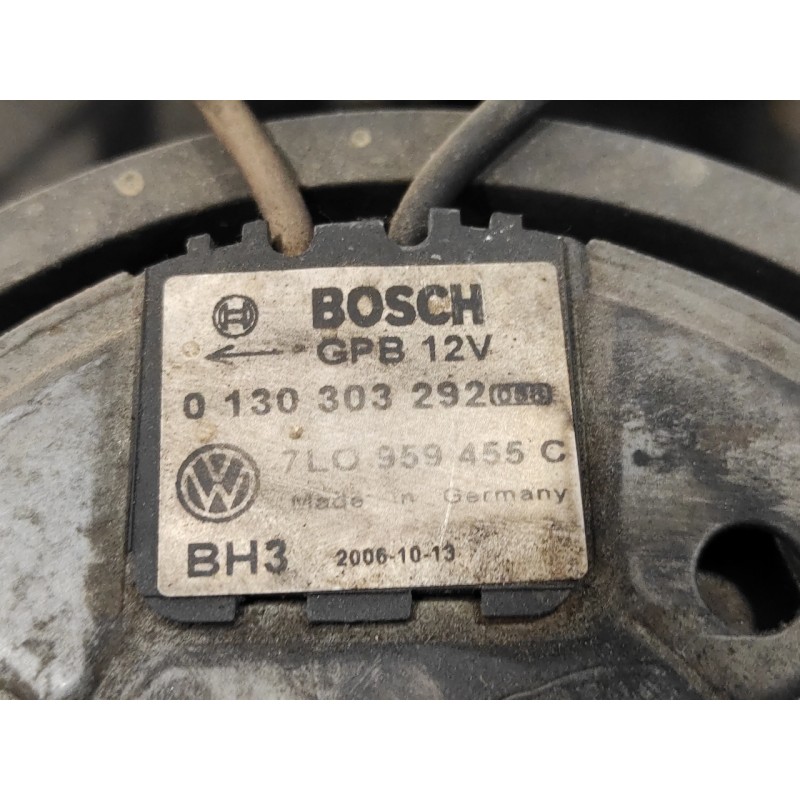 BOSCH
GPB 12V
0 130 303 292
7L0 959 455 C
Made in Germany
BH3 2006-10-13